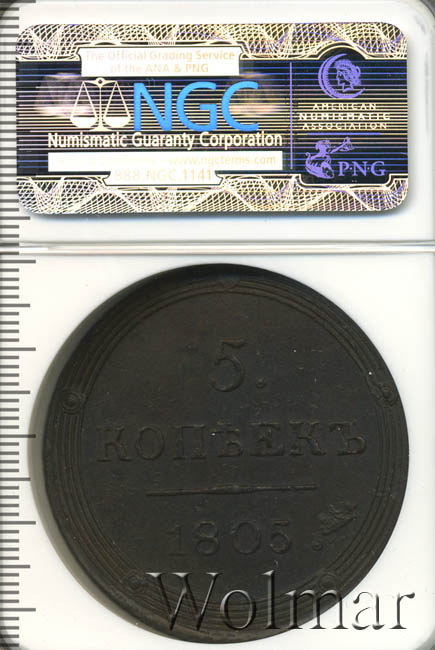 The Official Grading Service
of the ANA & PNG
NGC
Numismatic Guaranty Corporation
www.ngcterms.com
888 NGC 1141
AMERICAN
NUMISMATIC
ASSOCIATION
P·N·G
5.
КОПѢЕКЪ
1805.
Wolmar